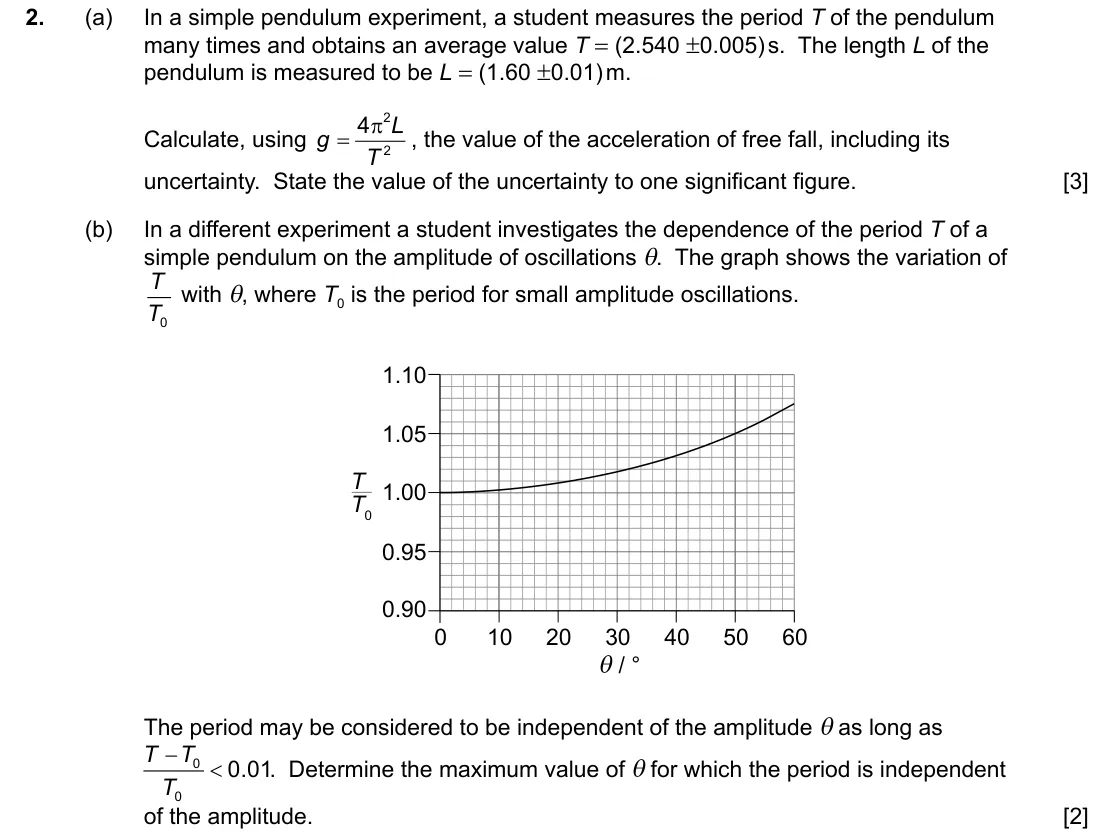 2. (a) In a simple pendulum experiment, a student measures the period T of the pendulum
many times and obtains an average value T = (2.540 ±0.005) s. The length L of the
pendulum is measured to be L = (1.60 ±0.01) m.
Calculate, using g = 4π²L / T², the value of the acceleration of free fall, including its
uncertainty. State the value of the uncertainty to one significant figure. [3]
(b) In a different experiment a student investigates the dependence of the period T of a
simple pendulum on the amplitude of oscillations θ. The graph shows the variation of
T / T₀ with θ, where T₀ is the period for small amplitude oscillations.
1.10
1.05
T / T₀ 1.00
0.95
0.90
0 10 20 30 40 50 60
θ / °
The period may be considered to be independent of the amplitude θ as long as
(T − T₀) / T₀ < 0.01. Determine the maximum value of θ for which the period is independent
of the amplitude. [2]